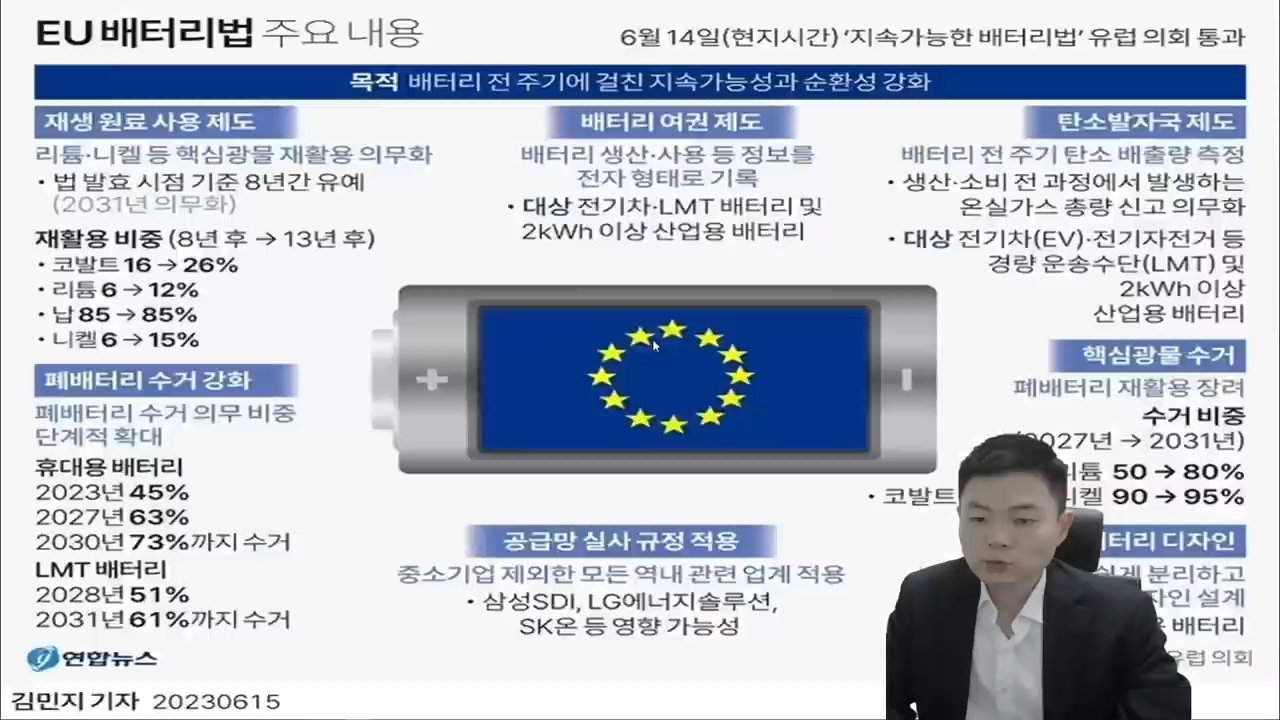 EU 배터리법 주요 내용
6월 14일(현지시간) ‘지속가능한 배터리법’ 유럽 의회 통과
목적 배터리 전 주기에 걸친 지속가능성과 순환성 강화
재생 원료 사용 제도
리튬·니켈 등 핵심광물 재활용 의무화
· 법 발효 시점 기준 8년간 유예
(2031년 의무화)
재활용 비중 (8년 후 → 13년 후)
· 코발트 16 → 26%
· 리튬 6 → 12%
· 납 85 → 85%
· 니켈 6 → 15%
폐배터리 수거 강화
폐배터리 수거 의무 비중
단계적 확대
휴대용 배터리
2023년 45%
2027년 63%
2030년 73%까지 수거
LMT 배터리
2028년 51%
2031년 61%까지 수거
배터리 여권 제도
배터리 생산·사용 등 정보를
전자 형태로 기록
· 대상 전기차·LMT 배터리 및
2kWh 이상 산업용 배터리
+ -
공급망 실사 규정 적용
중소기업 제외한 모든 역내 관련 업계 적용
· 삼성SDI, LG에너지솔루션,
SK온 등 영향 가능성
탄소발자국 제도
배터리 전 주기 탄소 배출량 측정
· 생산·소비 전 과정에서 발생하는
온실가스 총량 신고 의무화
· 대상 전기차(EV)·전기자전거 등
경량 운송수단(LMT) 및
2kWh 이상
산업용 배터리
핵심광물 수거
폐배터리 재활용 장려
수거 비중
2031년)
50 → 80%
· 코발트 90 → 95%
디자인
분리하고
설계
배터리
유럽 의회
연합뉴스
김민지 기자 20230615